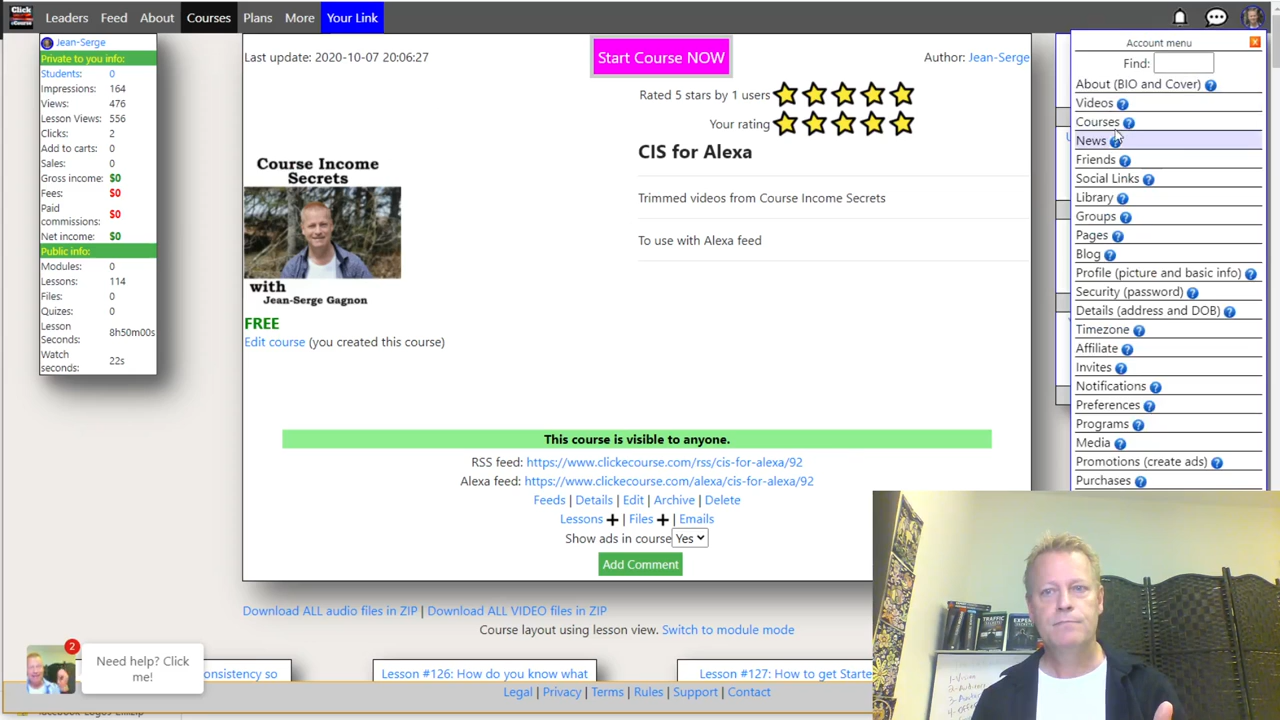 Click
eCourse
Leaders Feed About Courses Plans More Your Link
Jean-Serge
Private to you info:
Students: 0
Impressions: 164
Views: 476
Lesson Views: 556
Clicks: 2
Add to carts: 0
Sales: 0
Gross income: $0
Fees: $0
Paid
commissions: $0
Net income: $0
Public info:
Modules: 0
Lessons: 114
Files: 0
Quizes: 0
Lesson
Seconds: 8h50m00s
Watch
seconds: 22s
Last update: 2020-10-07 20:06:27
Start Course NOW
Author: Jean-Serge
Rated 5 stars by 1 users
Your rating
CIS for Alexa
Trimmed videos from Course Income Secrets
To use with Alexa feed
Course Income
Secrets
with
Jean-Serge Gagnon
FREE
Edit course (you created this course)
This course is visible to anyone.
RSS feed: https://www.clickecourse.com/rss/cis-for-alexa/92
Alexa feed: https://www.clickecourse.com/alexa/cis-for-alexa/92
Feeds | Details | Edit | Archive | Delete
Lessons + | Files + | Emails
Show ads in course Yes
Add Comment
Download ALL audio files in ZIP | Download ALL VIDEO files in ZIP
Course layout using lesson view. Switch to module mode
onsistency so
Lesson #126: How do you know what
Lesson #127: How to get Starte
Legal | Privacy | Terms | Rules | Support | Contact
2
Need help? Click
me!
Account menu
Find:
About (BIO and Cover)
Videos
Courses
News
Friends
Social Links
Library
Groups
Pages
Blog
Profile (picture and basic info)
Security (password)
Details (address and DOB)
Timezone
Affiliate
Invites
Notifications
Preferences
Programs
Media
Promotions (create ads)
Purchases
TRAFFIC
SECRETS
EXPERT
SECRETS